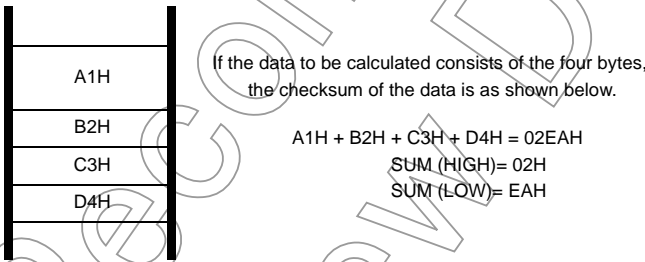 A1H
B2H
C3H
D4H
If the data to be calculated consists of the four bytes,
the checksum of the data is as shown below.
A1H + B2H + C3H + D4H = 02EAH
SUM (HIGH)= 02H
SUM (LOW)= EAH